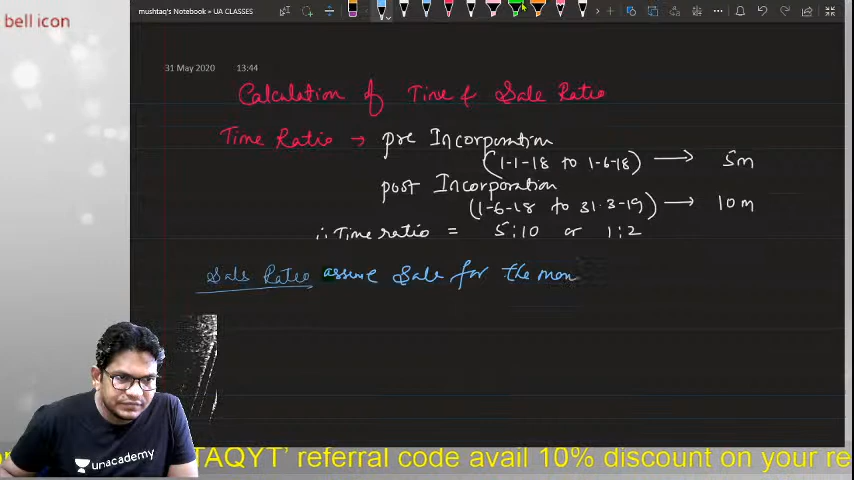 bell icon
mushtaq's Notebook » UA CLASSES
31 May 2020 13:44
Calculation of Time & Sale Ratio
Time Ratio → pre Incorporation
(1-1-18 to 1-6-18) → 5m
post Incorporation
(1-6-18 to 31-3-19) → 10m
∴ Time ratio = 5:10 or 1:2
Sals Ratio assume Sale for the mon
unacademy
TAQYT' referral code avail 10% discount on your re